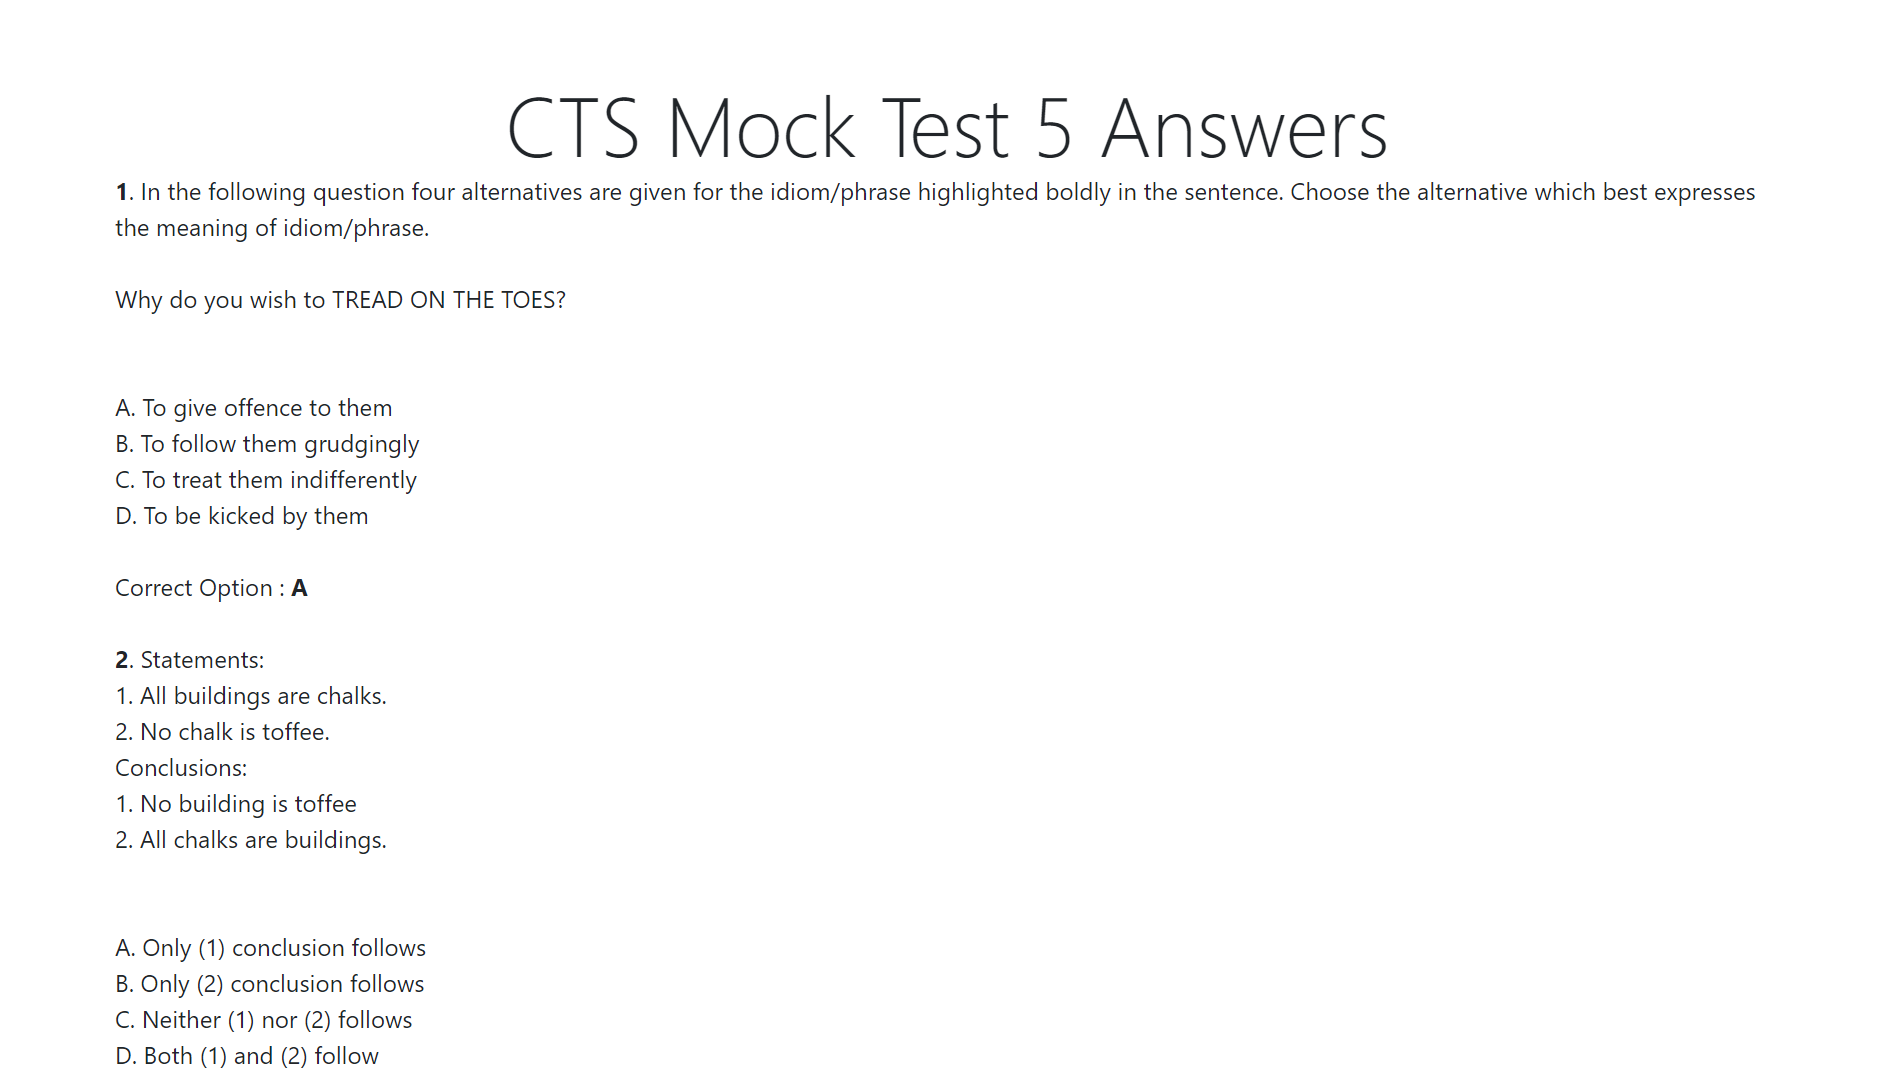 CTS Mock Test 5 Answers
1. In the following question four alternatives are given for the idiom/phrase highlighted boldly in the sentence. Choose the alternative which best expresses
the meaning of idiom/phrase.
Why do you wish to TREAD ON THE TOES?
A. To give offence to them
B. To follow them grudgingly
C. To treat them indifferently
D. To be kicked by them
Correct Option : A
2. Statements:
1. All buildings are chalks.
2. No chalk is toffee.
Conclusions:
1. No building is toffee
2. All chalks are buildings.
A. Only (1) conclusion follows
B. Only (2) conclusion follows
C. Neither (1) nor (2) follows
D. Both (1) and (2) follow